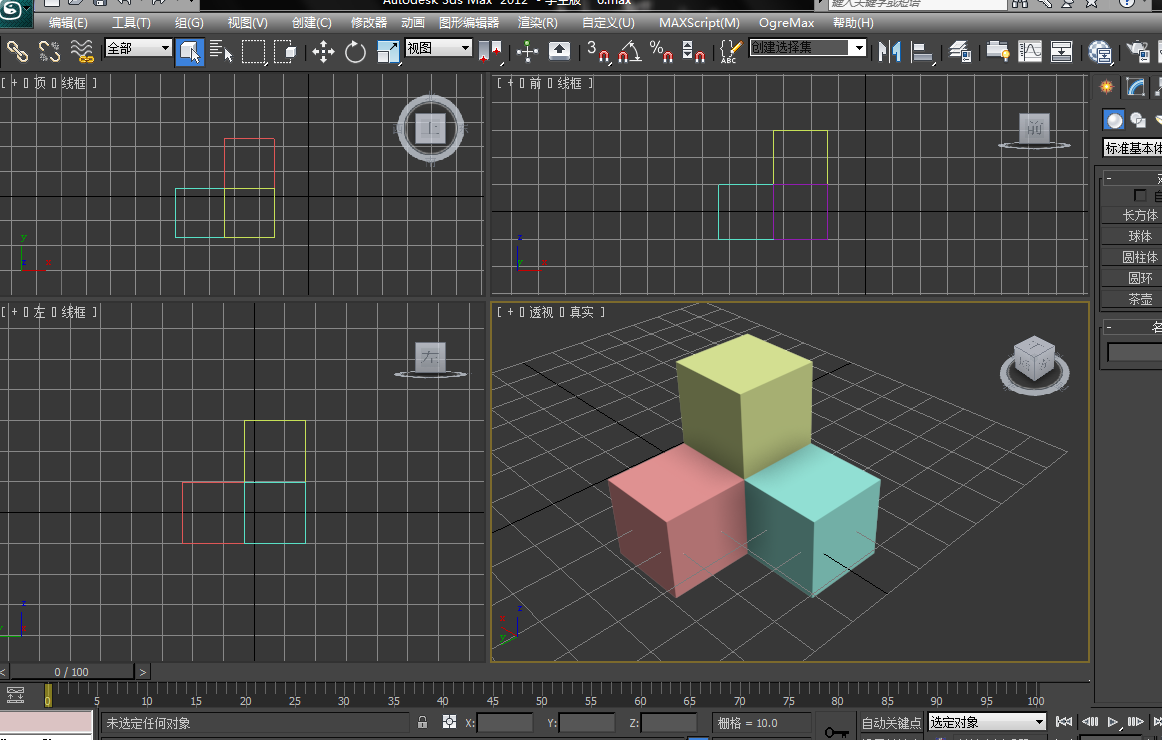 Autodesk 3ds Max 2012 - 学生版 6.max 键入关键字或短语
编辑(E) 工具(T) 组(G) 视图(V) 创建(C) 修改器 动画 图形编辑器 渲染(R) 自定义(U) MAXScript(M) OgreMax 帮助(H)
全部 视图 3 % ABC 创建选择集
[ + 顶 线框 ] 上
[ + 前 线框 ] 前
标准基本体
长方体
球体
圆柱体
圆环
茶壶
[ + 左 线框 ] 左
[ + 透视 真实 ]
y z x
z y x
z y x
z x y
< 0 / 100 >
0 5 10 15 20 25 30 35 40 45 50 55 60 65 70 75 80 85 90 95 100
未选定任何对象 X: Y: Z: 栅格 = 10.0 自动关键点 选定对象